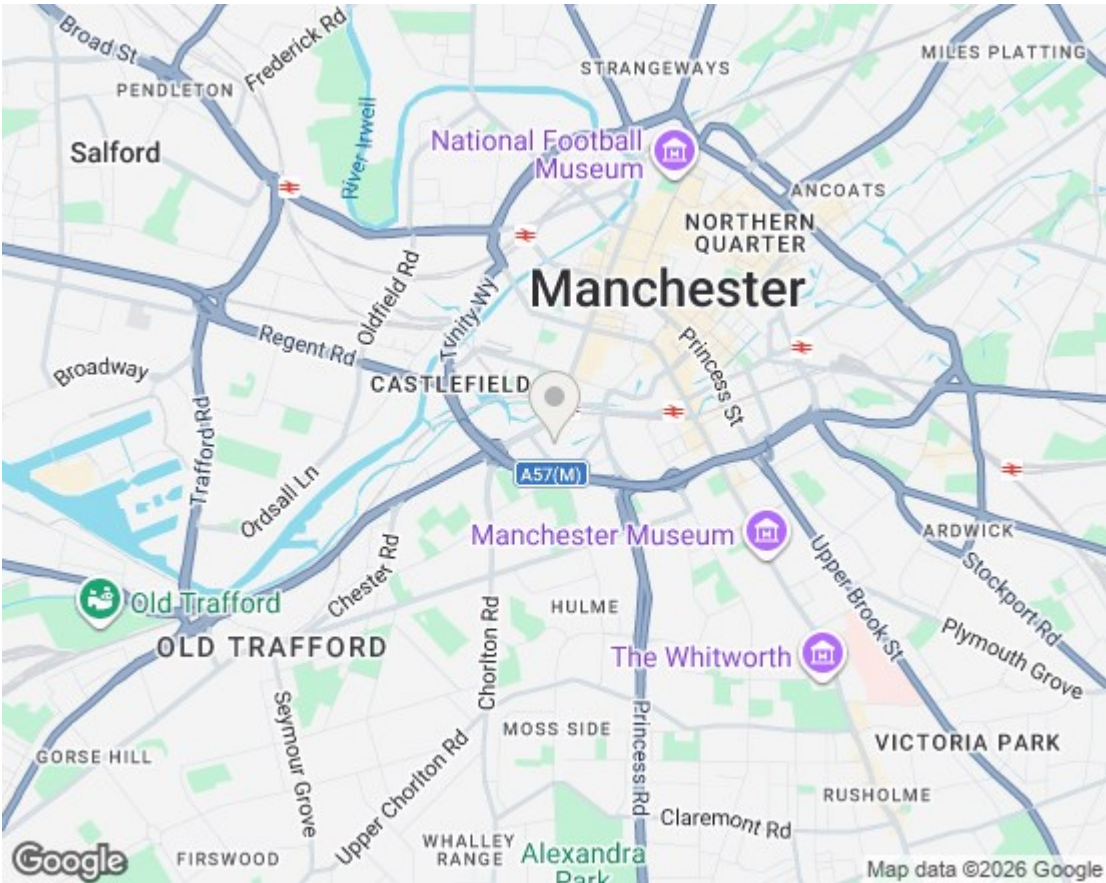 Broad St
Frederick Rd
MILES PLATTING
STRANGEWAYS
PENDLETON
River Irwell
National Football
Museum
Salford
ANCOATS
NORTHERN
QUARTER
Manchester
Oldfield Rd
Trinity Wy
Regent Rd
Princess St
Broadway
CASTLEFIELD
Trafford Rd
A57(M)
Ordsall Ln
Manchester Museum
ARDWICK
Chester Rd
Upper Brook St
Stockport Rd
Old Trafford
HULME
Chorlton Rd
OLD TRAFFORD
The Whitworth
Plymouth Grove
Seymour Grove
Princess Rd
MOSS SIDE
VICTORIA PARK
GORSE HILL
Upper Chorlton Rd
RUSHOLME
Claremont Rd
WHALLEY
RANGE
Alexandra
Park
FIRSWOOD
Google
Map data ©2026 Google